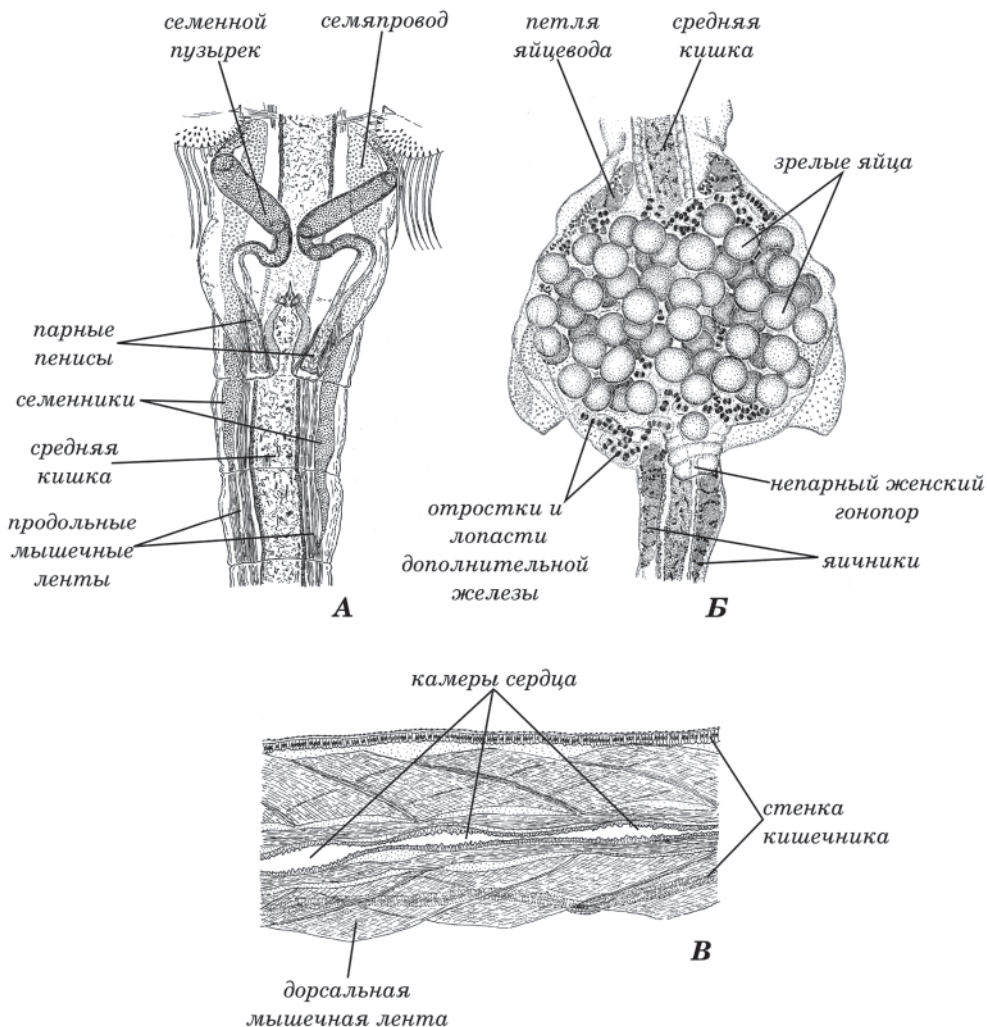 семенной
пузырек
семяпровод
петля
яйцевода
средняя
кишка
зрелые яйца
парные
пенисы
семенники
средняя
кишка
продольные
мышечные
ленты
А
отростки и
лопасти
дополнительной
железы
непарный женский
гонопор
яичники
Б
камеры сердца
стенка
кишечника
В
дорсальная
мышечная лента